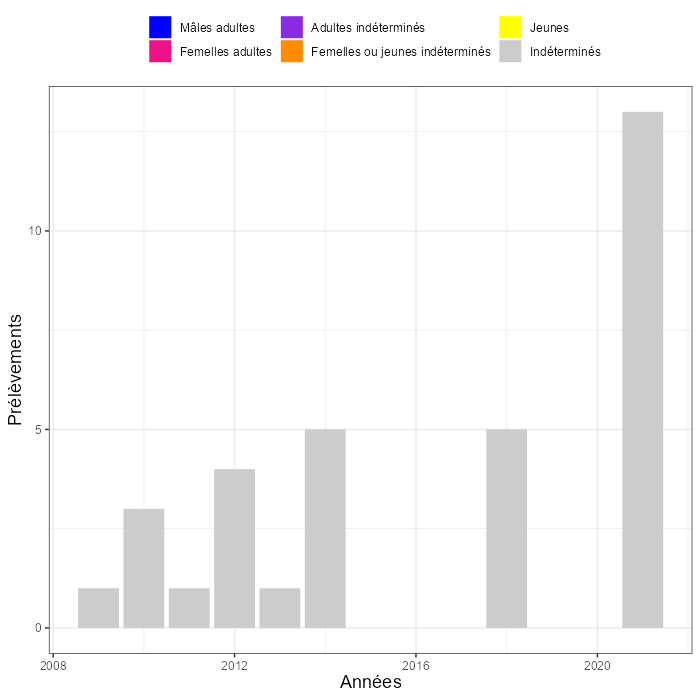 Mâles adultes Adultes indéterminés Jeunes
Femelles adultes Femelles ou jeunes indéterminés Indéterminés
10
5
0
Prélèvements
2008 2012 2016 2020
Années